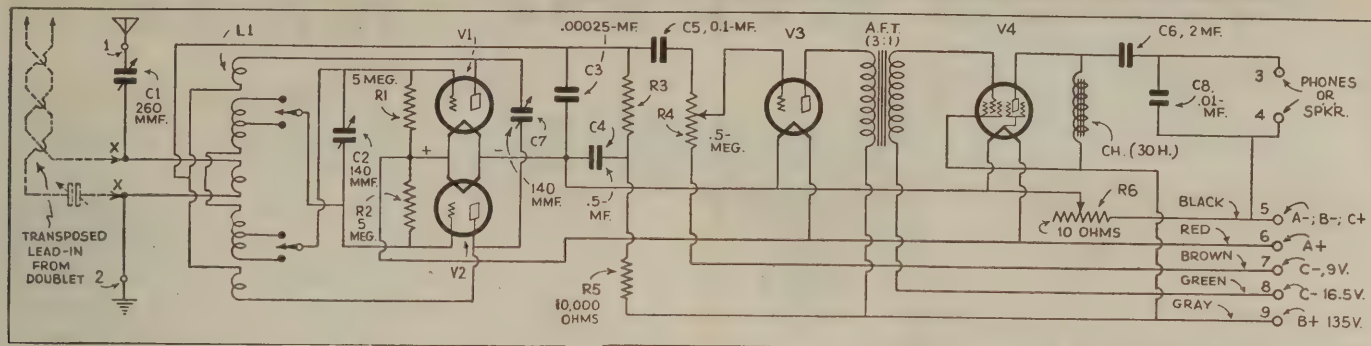 1
C1
260
MMF.
X
X
TRANSPOSED
LEAD-IN
FROM
DOUBLET
2
L1
5 MEG.
R1
C2
140
MMF.
R2
5
MEG.
V1
+
-
V2
C7
140
MMF.
.00025-MF.
C3
C4
.5-
MF.
C5, 0.1-MF.
R3
R4
.5-
MEG.
R5
10,000
OHMS
V3
A.F.T.
(3:1)
V4
CH. (30 H.)
C6, 2 MF.
C8,
.01-
MF.
3
4
PHONES
OR
SPKR.
R6
10 OHMS
BLACK
5
A-; B-; C+
RED
6
A+
BROWN
7
C-, 9V.
GREEN
8
C- 16.5V.
GRAY
9
B+ 135V.